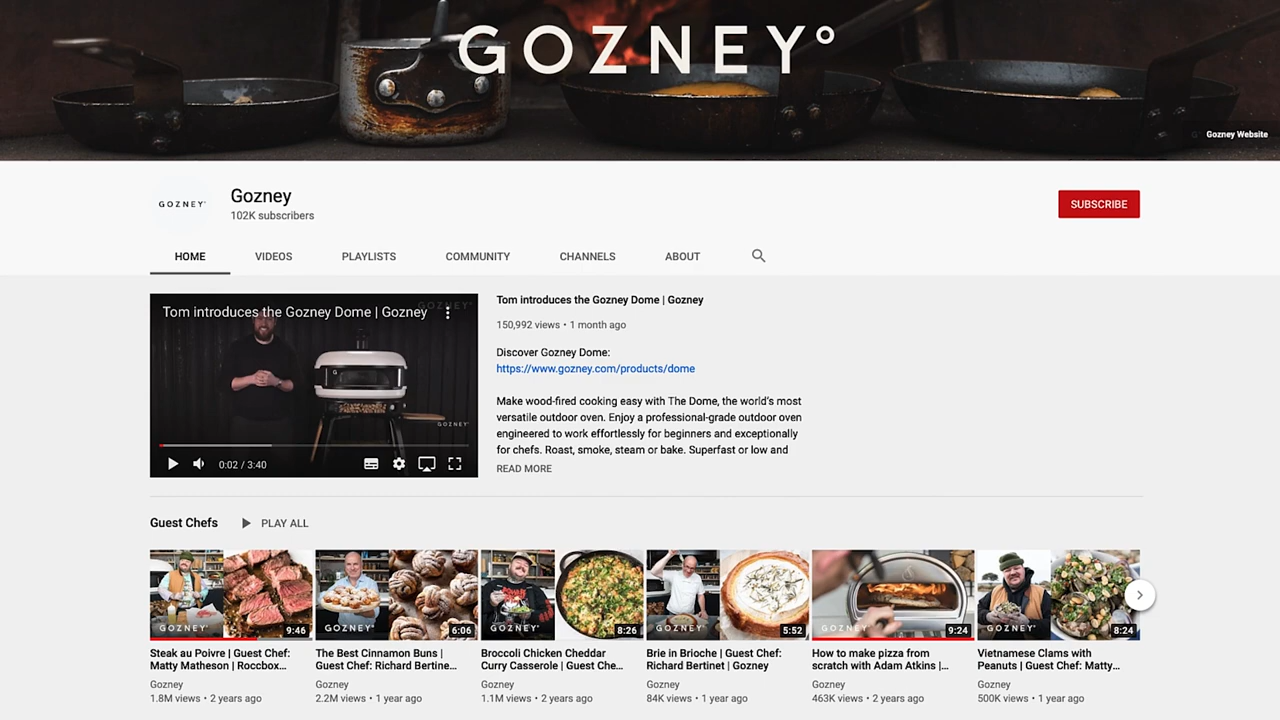 GOZNEY°
Gozney Website
GOZNEY°
Gozney
102K subscribers
SUBSCRIBE
HOME
VIDEOS
PLAYLISTS
COMMUNITY
CHANNELS
ABOUT
GOZNEY°
Tom introduces the Gozney Dome | Gozney
GOZNEY°
0:02 / 3:40
Tom introduces the Gozney Dome | Gozney
150,992 views • 1 month ago
Discover Gozney Dome:
https://www.gozney.com/products/dome
Make wood-fired cooking easy with The Dome, the world's most
versatile outdoor oven. Enjoy a professional-grade outdoor oven
engineered to work effortlessly for beginners and exceptionally
for chefs. Roast, smoke, steam or bake. Superfast or low and
READ MORE
Guest Chefs
PLAY ALL
GOZNEY°
9:46
GOZNEY°
6:06
GOZNEY°
8:26
GOZNEY°
5:52
GOZNEY°
9:24
GOZNEY°
8:24
Steak au Poivre | Guest Chef:
Matty Matheson | Roccbox...
Gozney
1.8M views • 2 years ago
The Best Cinnamon Buns |
Guest Chef: Richard Bertine...
Gozney
2.2M views • 1 year ago
Broccoli Chicken Cheddar
Curry Casserole | Guest Che...
Gozney
1.1M views • 2 years ago
Brie in Brioche | Guest Chef:
Richard Bertinet | Gozney
Gozney
84K views • 1 year ago
How to make pizza from
scratch with Adam Atkins |...
Gozney
463K views • 2 years ago
Vietnamese Clams with
Peanuts | Guest Chef: Matty...
Gozney
500K views • 1 year ago